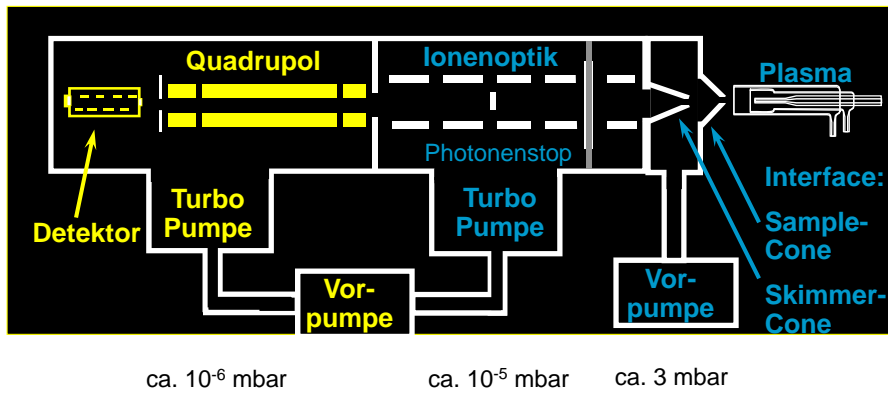 Quadrupol
Ionenoptik
Plasma
Photonenstop
Detektor
Turbo
Pumpe
Turbo
Pumpe
Interface:
Sample-
Cone
Skimmer-
Cone
Vor-
pumpe
Vor-
pumpe
ca. 10⁻⁶ mbar
ca. 10⁻⁵ mbar
ca. 3 mbar